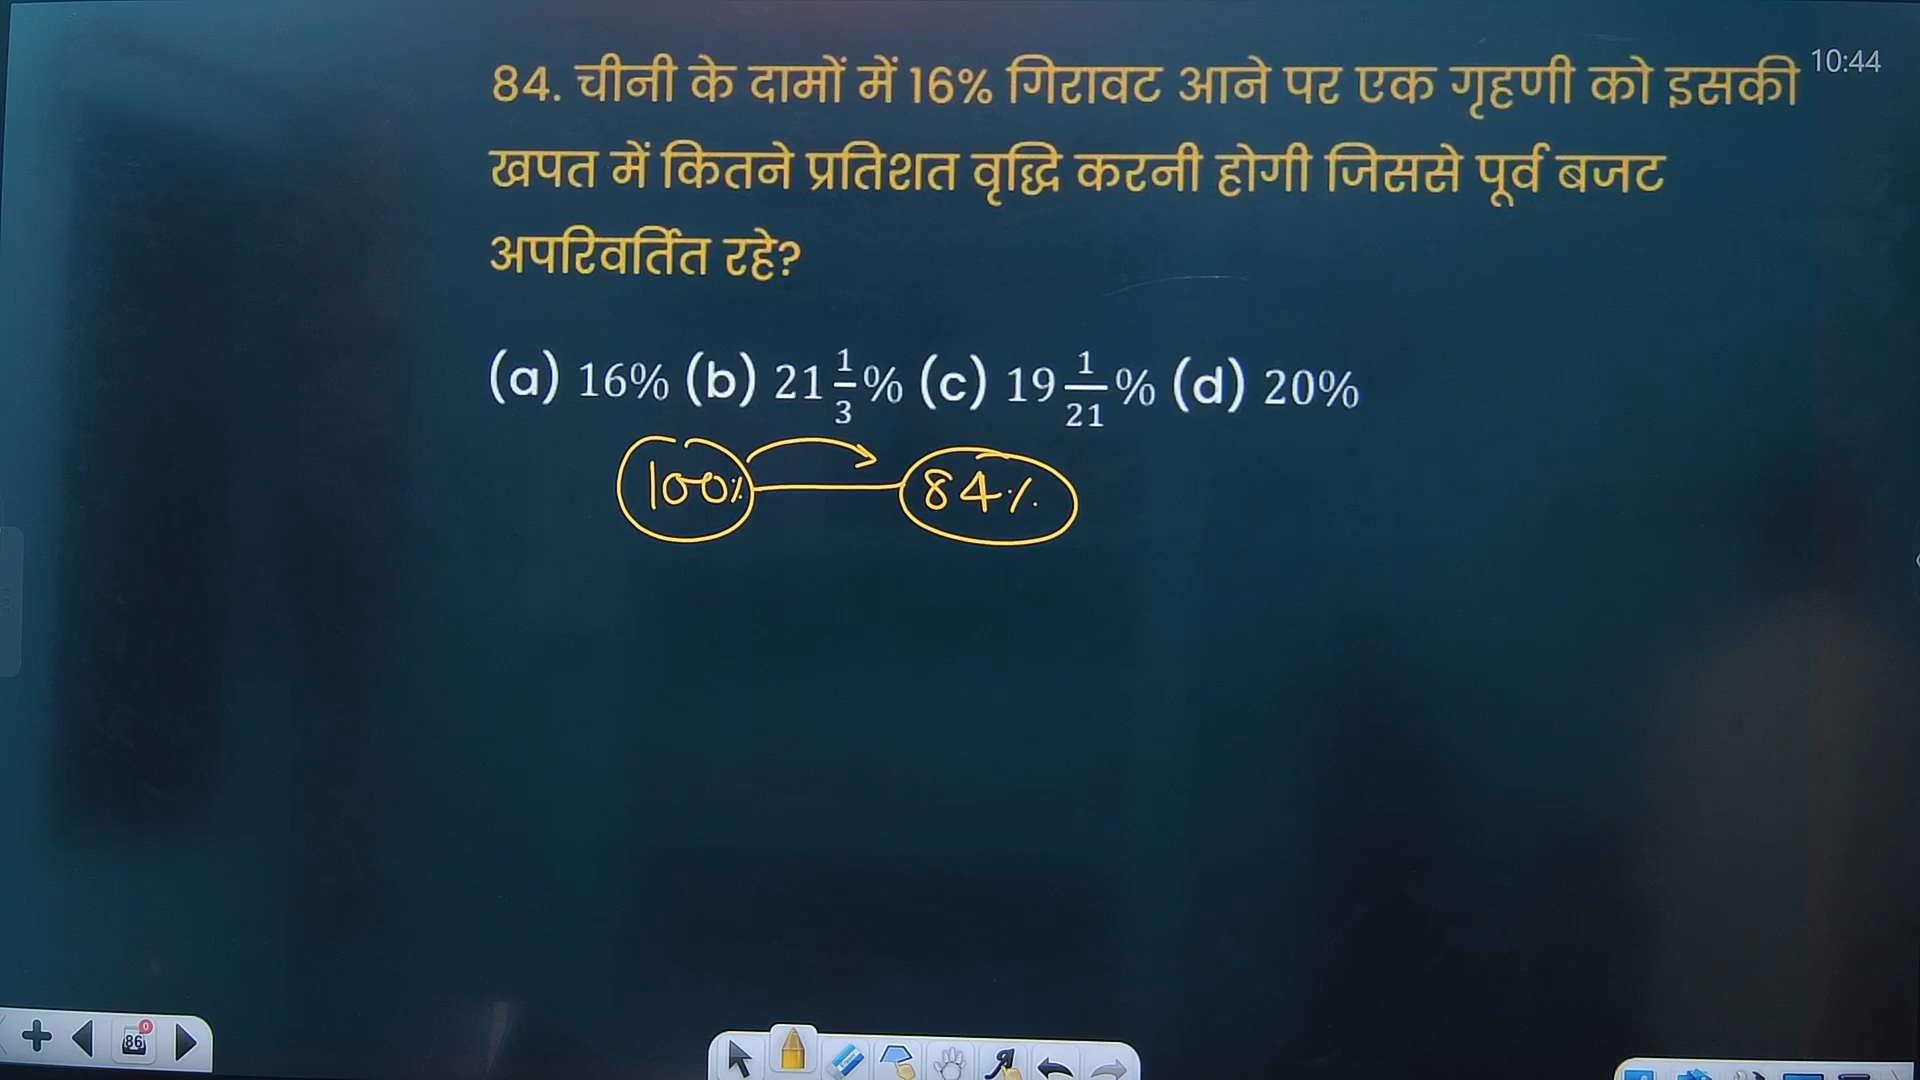 10:44
84. चीनी के दामों में 16% गिरावट आने पर एक गृहणी को इसकी
खपत में कितने प्रतिशत वृद्धि करनी होगी जिससे पूर्व बजट
अपरिवर्तित रहे?
(a) 16% (b) 21 1/3% (c) 19 1/21% (d) 20%
100% 84%
86 0